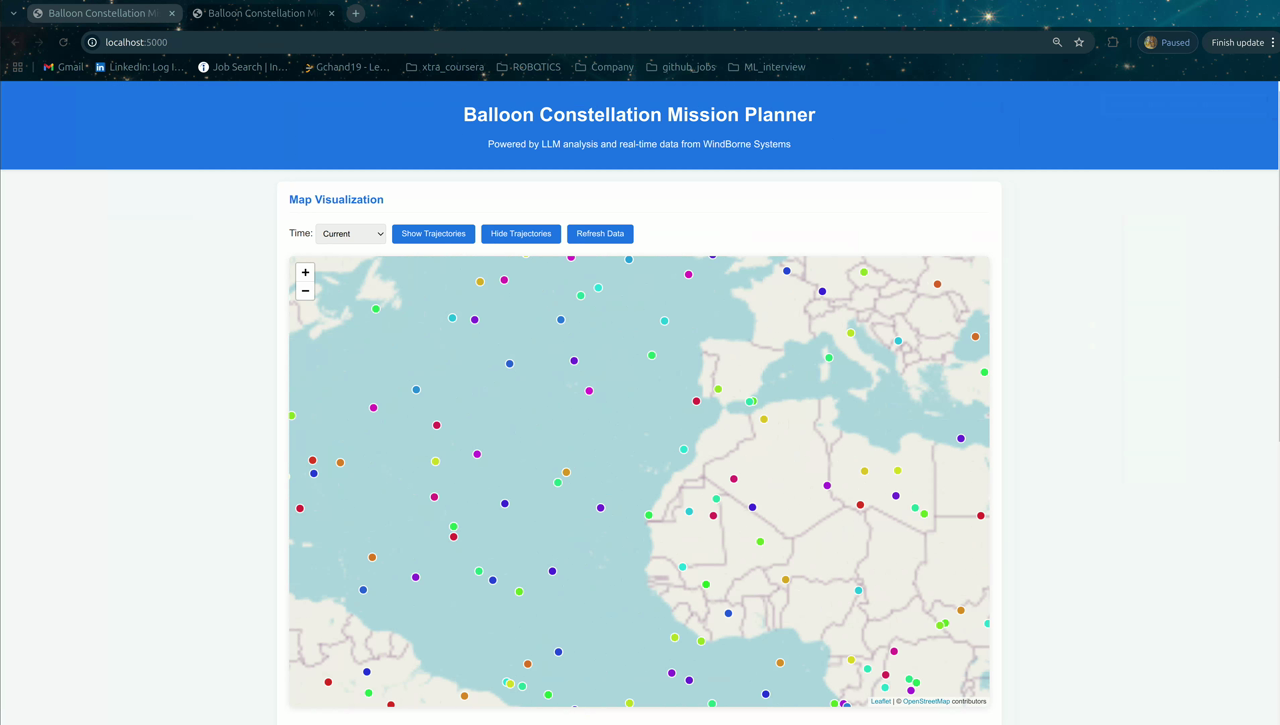 Balloon Constellation Mi
Balloon Constellation M
localhost:5000
Paused
Finish update
Gmail
LinkedIn: Log I...
Job Search | In...
Gchand19 - Le...
xtra_coursera
ROBOTICS
Company
github_jobs
ML_interview
Balloon Constellation Mission Planner
Powered by LLM analysis and real-time data from WindBorne Systems
Map Visualization
Time: Current Show Trajectories Hide Trajectories Refresh Data
+
−
Leaflet | © OpenStreetMap contributors